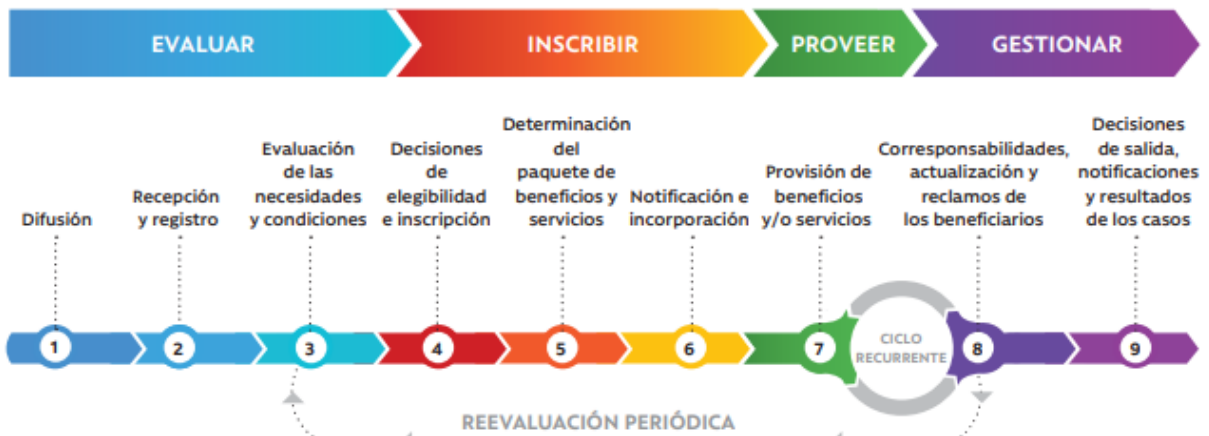 EVALUAR
INSCRIBIR
PROVEER
GESTIONAR
Difusión
Recepción
y registro
Evaluación
de las
necesidades
y condiciones
Decisiones
de
elegibilidad
e inscripción
Determinación
del
paquete de
beneficios y
servicios
Notificación e
incorporación
Provisión de
beneficios
y/o servicios
Corresponsabilidades,
actualización y
reclamos de
los beneficiarios
Decisiones
de salida,
notificaciones
y resultados
de los casos
1
2
3
4
5
6
7
CICLO
RECURRENTE
8
9
REEVALUACIÓN PERIÓDICA